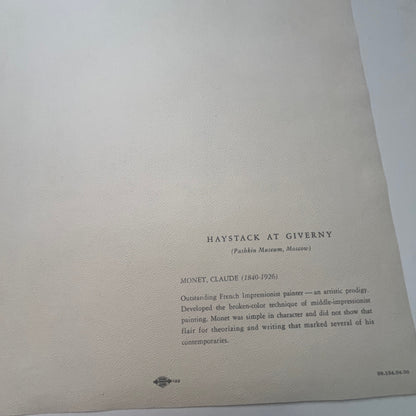 HAYSTACK AT GIVERNY
(Pushkin Museum, Moscow)
MONET, CLAUDE (1840-1926)
Outstanding French Impressionist painter — an artistic prodigy.
Developed the broken-color technique of middle-impressionist
painting. Monet was simple in character and did not show that
flair for theorizing and writing that marked several of his
contemporaries.